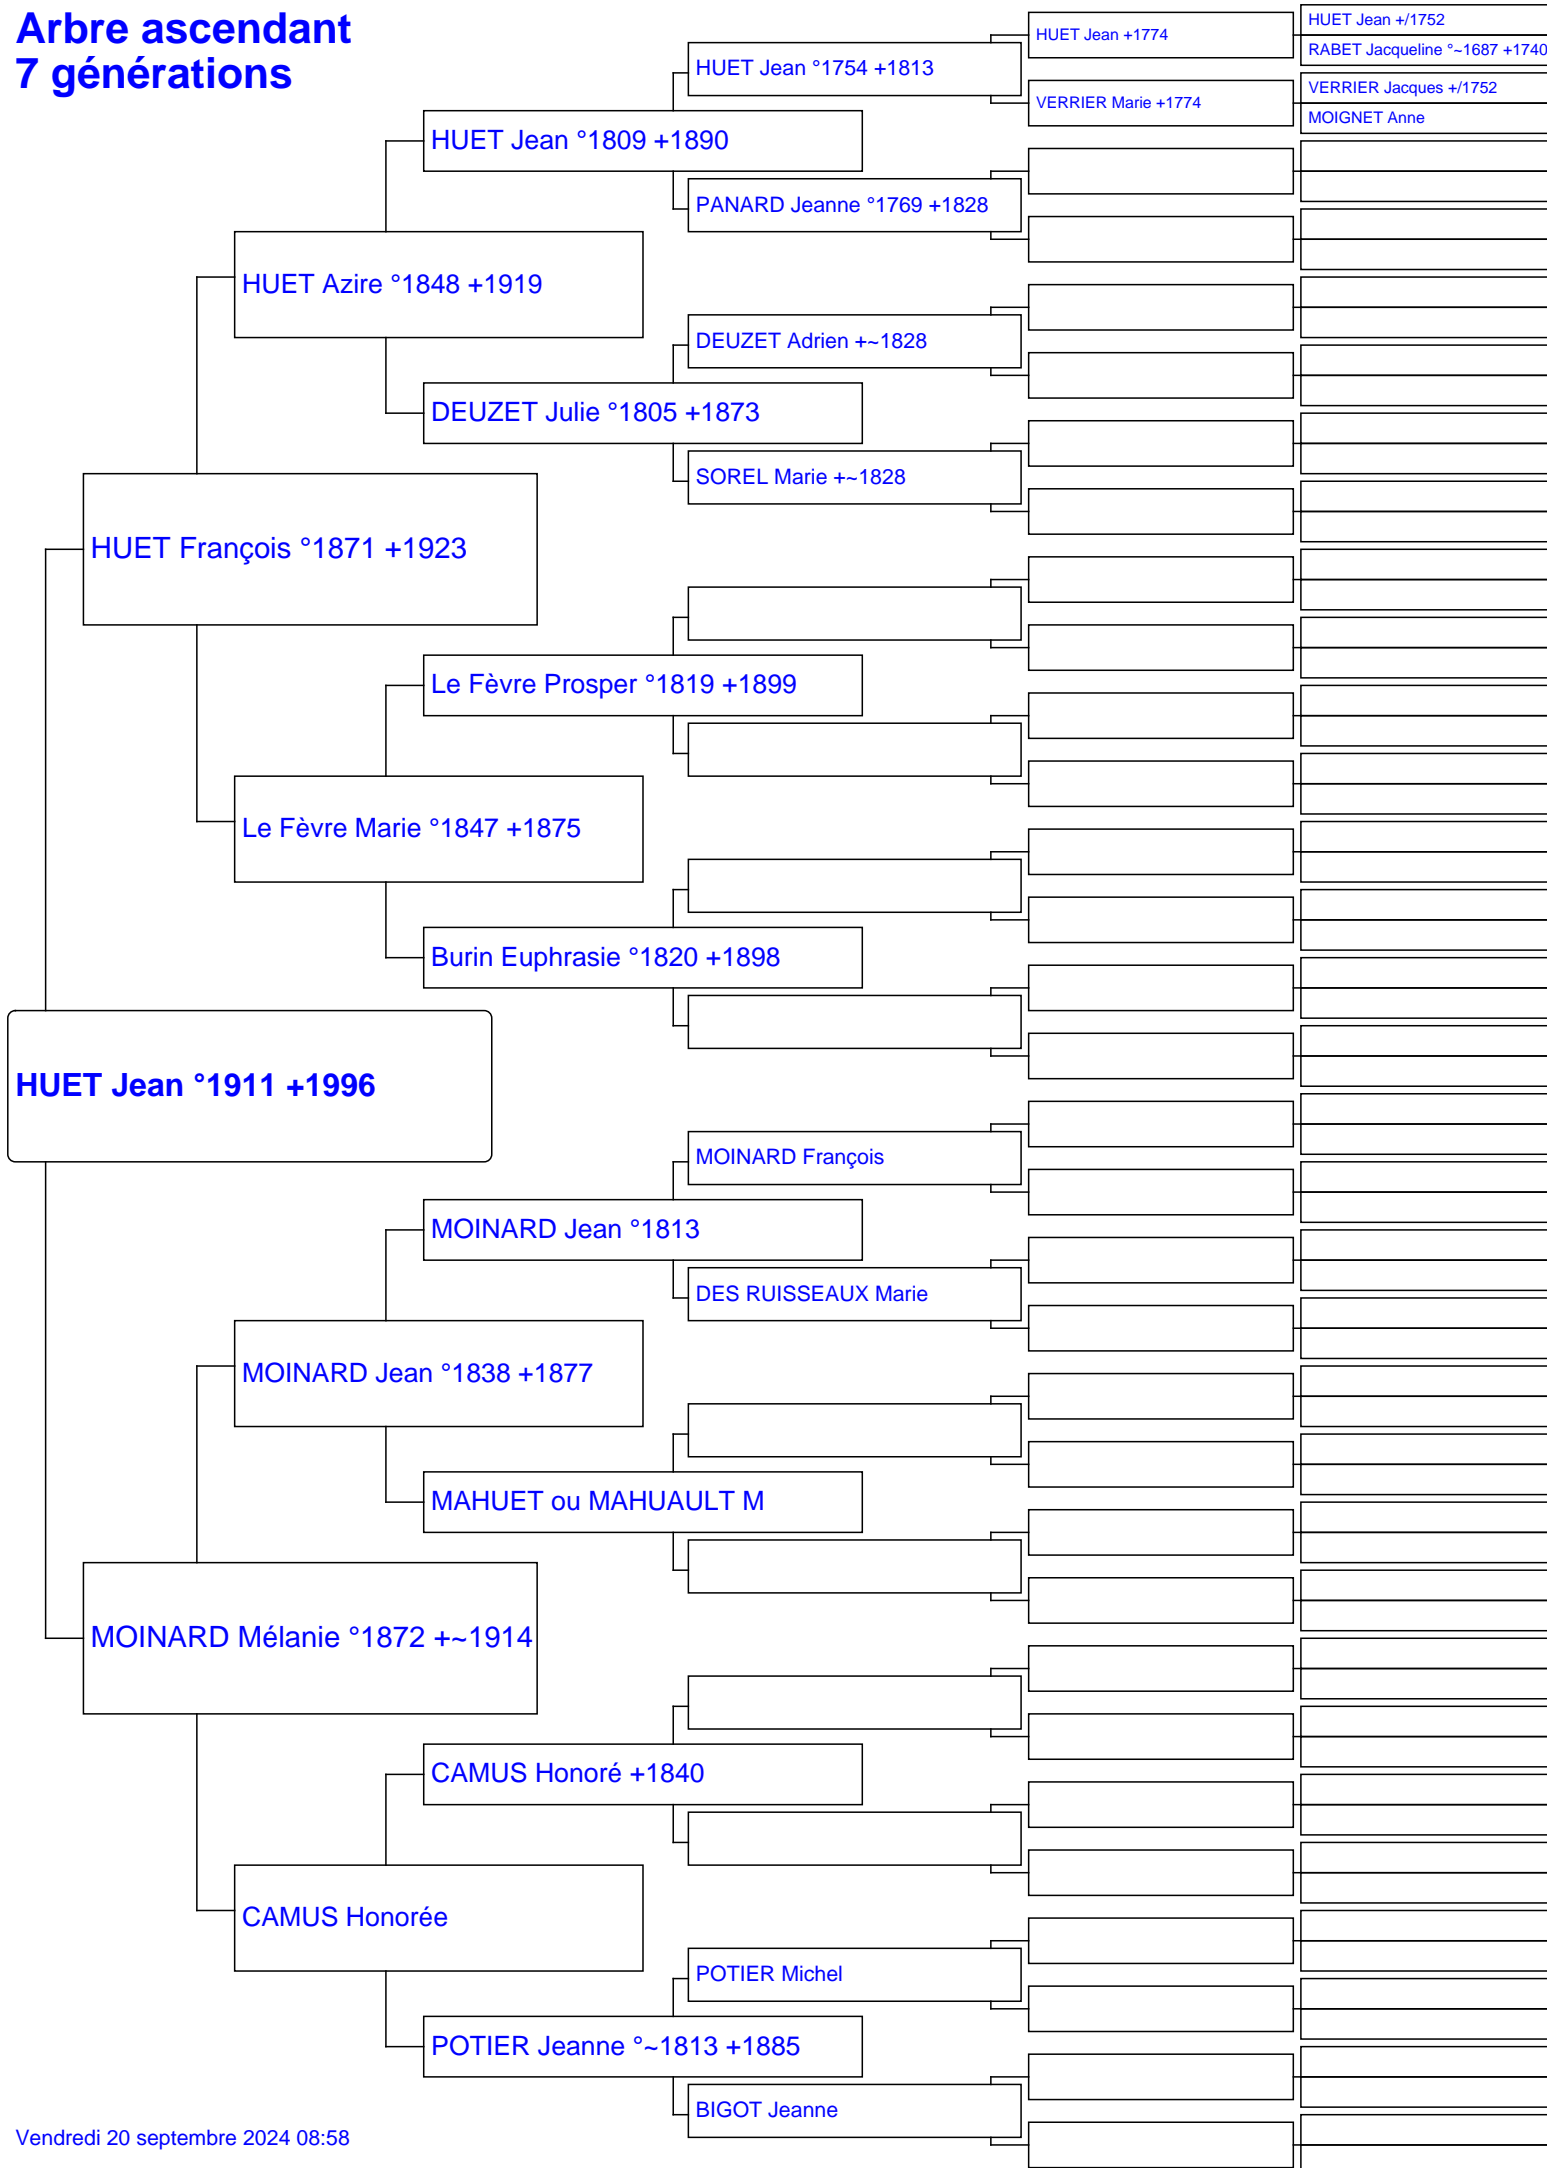 Arbre ascendant
7 générations
HUET Jean +/1752
HUET Jean +1774
RABET Jacqueline °~1687 +1740
HUET Jean °1754 +1813
VERRIER Jacques +/1752
VERRIER Marie +1774
MOIGNET Anne
HUET Jean °1809 +1890
PANARD Jeanne °1769 +1828
HUET Azire °1848 +1919
DEUZET Adrien +~1828
DEUZET Julie °1805 +1873
SOREL Marie +~1828
HUET François °1871 +1923
Le Fèvre Prosper °1819 +1899
Le Fèvre Marie °1847 +1875
Burin Euphrasie °1820 +1898
HUET Jean °1911 +1996
MOINARD François
MOINARD Jean °1813
DES RUISSEAUX Marie
MOINARD Jean °1838 +1877
MAHUET ou MAHUAULT M
MOINARD Mélanie °1872 +~1914
CAMUS Honoré +1840
CAMUS Honorée
POTIER Michel
POTIER Jeanne °~1813 +1885
BIGOT Jeanne
Vendredi 20 septembre 2024 08:58